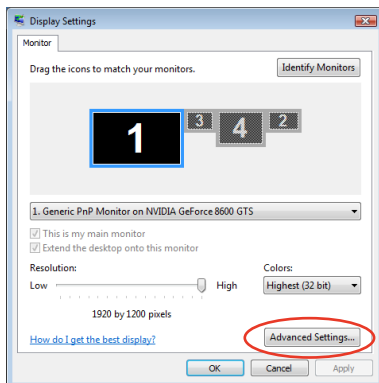 Display Settings
Monitor
Drag the icons to match your monitors.
Identify Monitors
1
3
4
2
1. Generic PnP Monitor on NVIDIA GeForce 8600 GTS
This is my main monitor
Extend the desktop onto this monitor
Resolution:
Colors:
Low
High
Highest (32 bit)
1920 by 1200 pixels
How do I get the best display?
Advanced Settings...
OK
Cancel
Apply